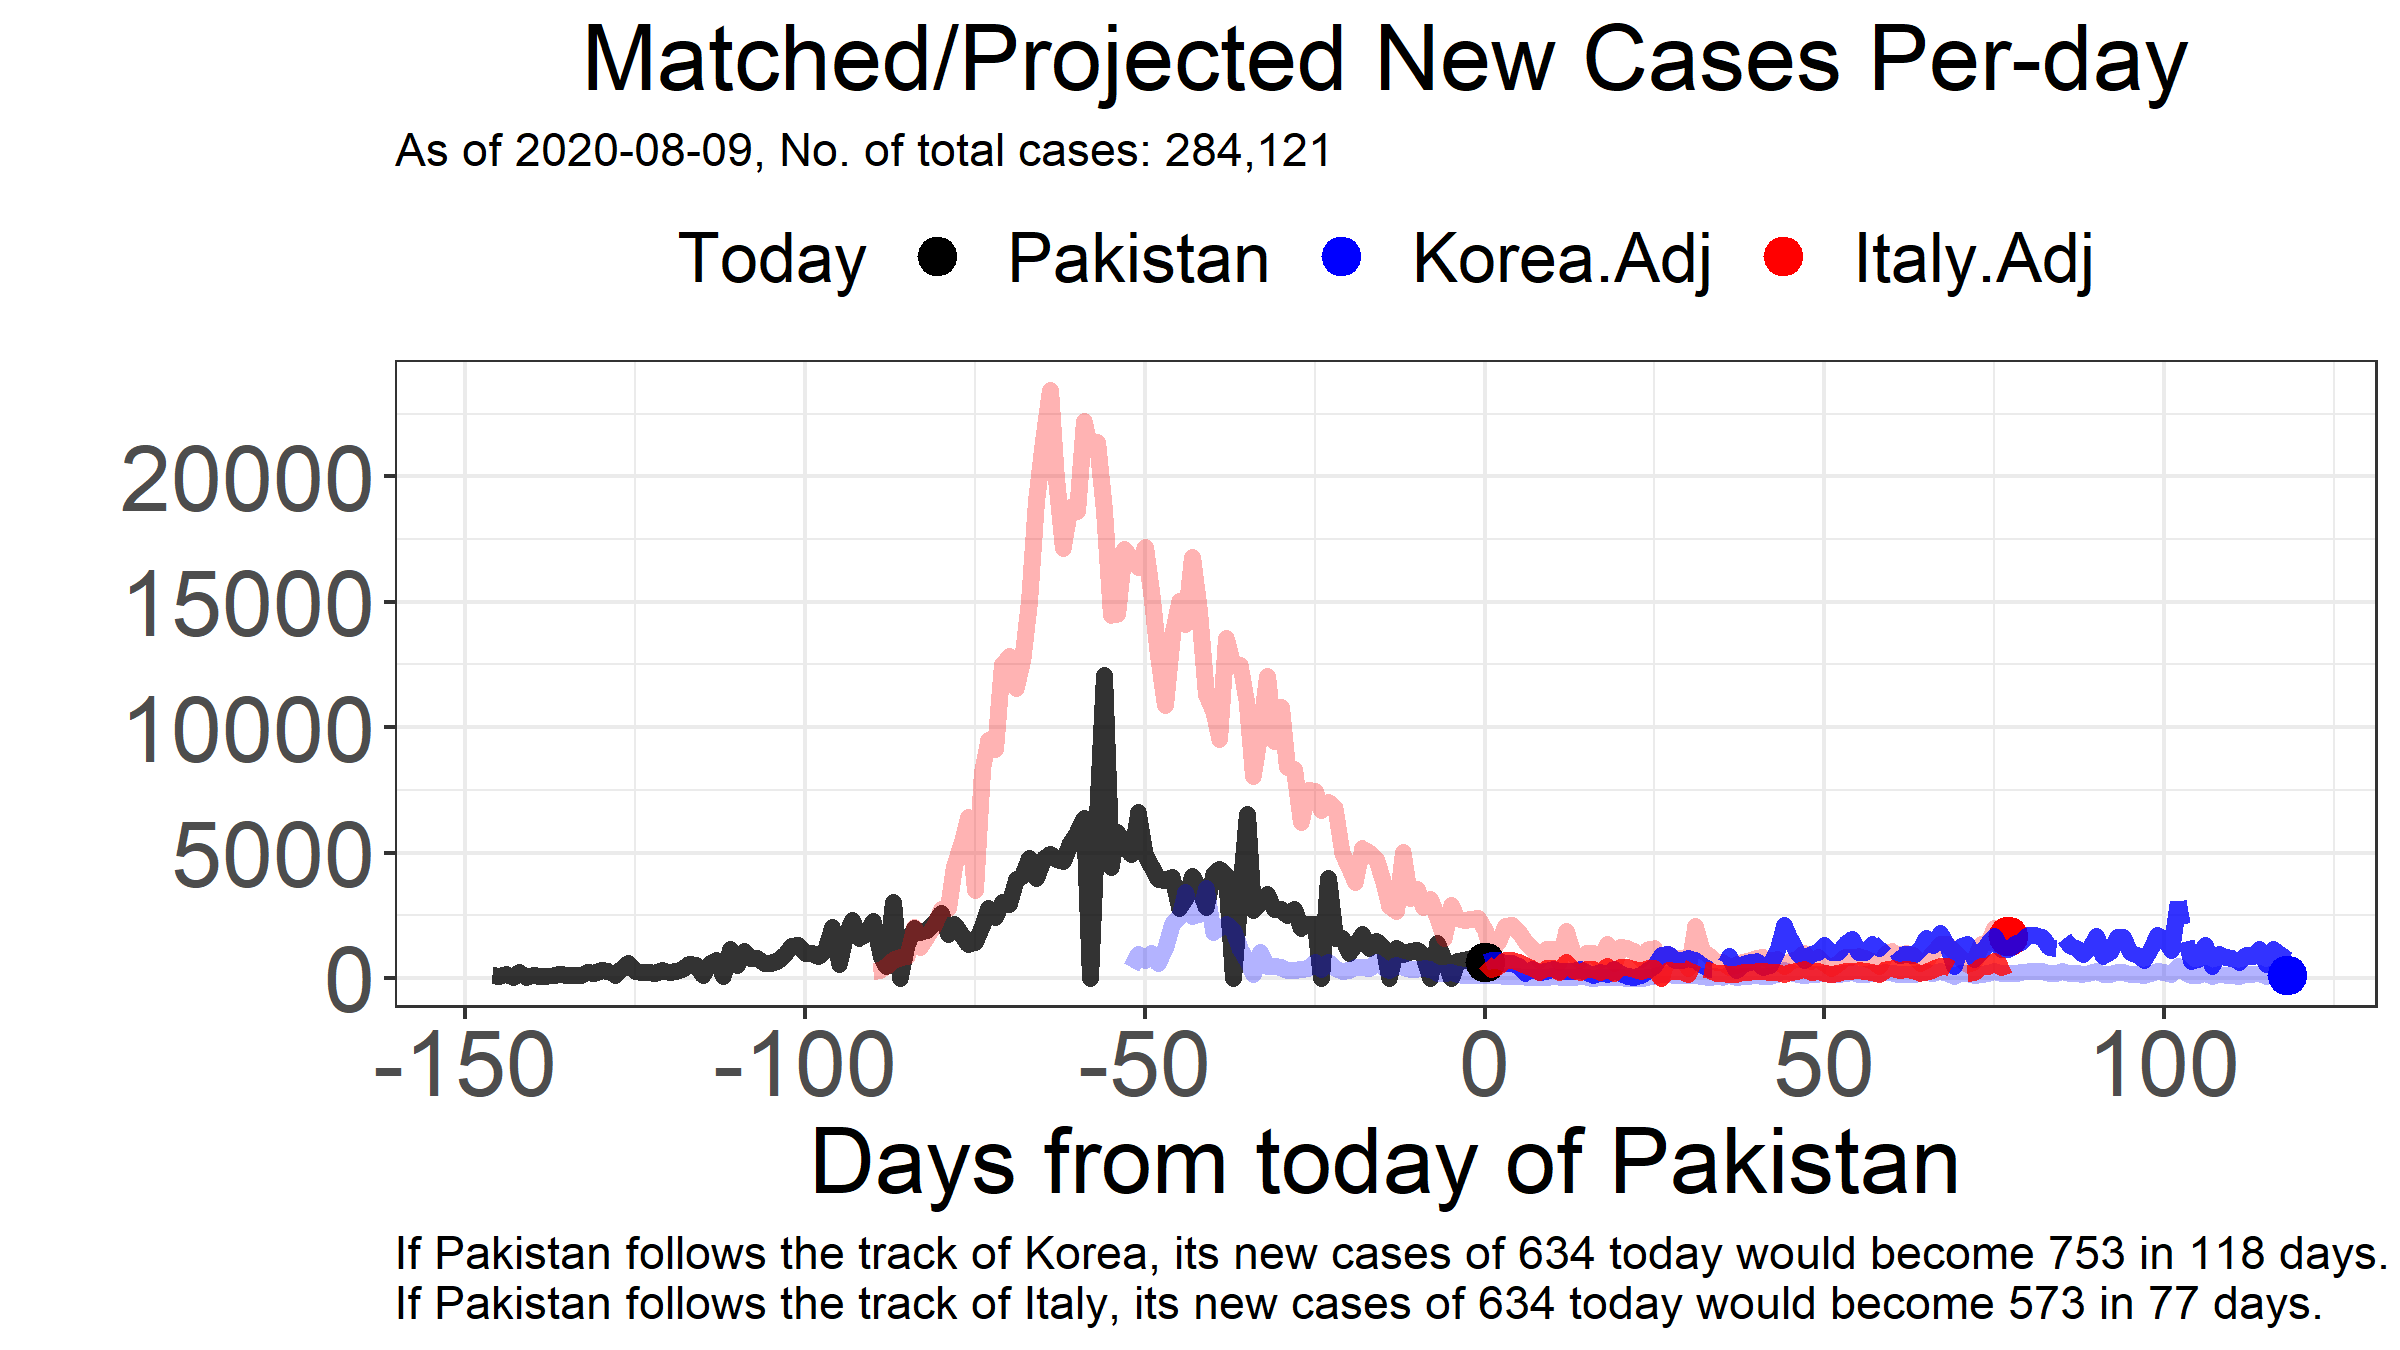 Matched/Projected New Cases Per-day
As of 2020-08-09, No. of total cases: 284,121
Today Pakistan Korea.Adj Italy.Adj
20000
15000
10000
5000
0
-150 -100 -50 0 50 100
Days from today of Pakistan
If Pakistan follows the track of Korea, its new cases of 634 today would become 753 in 118 days.
If Pakistan follows the track of Italy, its new cases of 634 today would become 573 in 77 days.